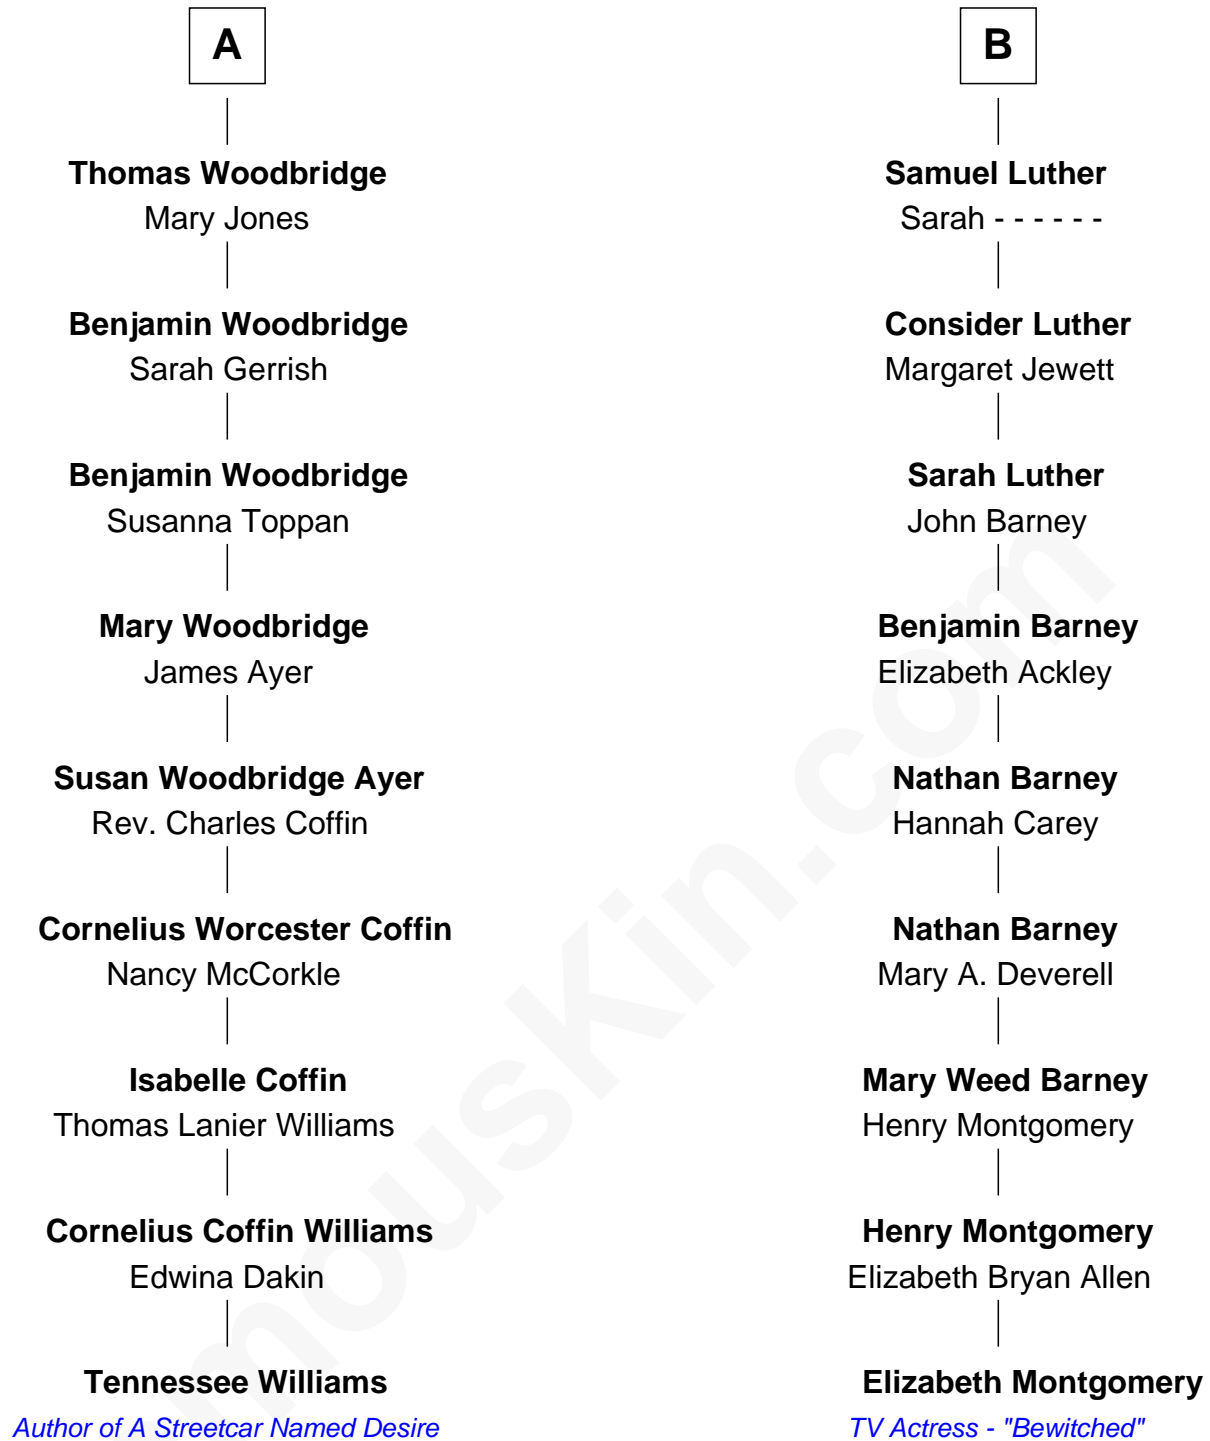 A
Thomas Woodbridge
Mary Jones
Benjamin Woodbridge
Sarah Gerrish
Benjamin Woodbridge
Susanna Toppan
Mary Woodbridge
James Ayer
Susan Woodbridge Ayer
Rev. Charles Coffin
Cornelius Worcester Coffin
Nancy McCorkle
Isabelle Coffin
Thomas Lanier Williams
Cornelius Coffin Williams
Edwina Dakin
Tennessee Williams
Author of A Streetcar Named Desire
B
Samuel Luther
Sarah - - - - - -
Consider Luther
Margaret Jewett
Sarah Luther
John Barney
Benjamin Barney
Elizabeth Ackley
Nathan Barney
Hannah Carey
Nathan Barney
Mary A. Deverell
Mary Weed Barney
Henry Montgomery
Henry Montgomery
Elizabeth Bryan Allen
Elizabeth Montgomery
TV Actress - "Bewitched"
mousKin.com